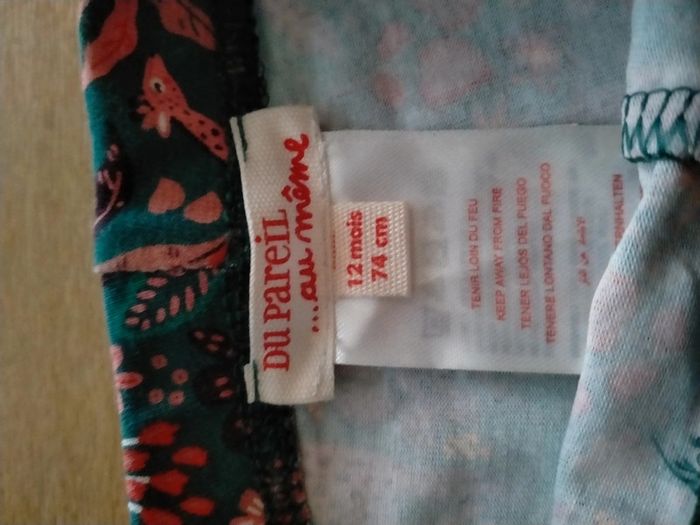 DU PAREIL
...au même
12 mois
74 cm
TENIR LOIN DU FEU
KEEP AWAY FROM FIRE
TENER LEJOS DEL FUEGO
TENERE LONTANO DAL FUOCO